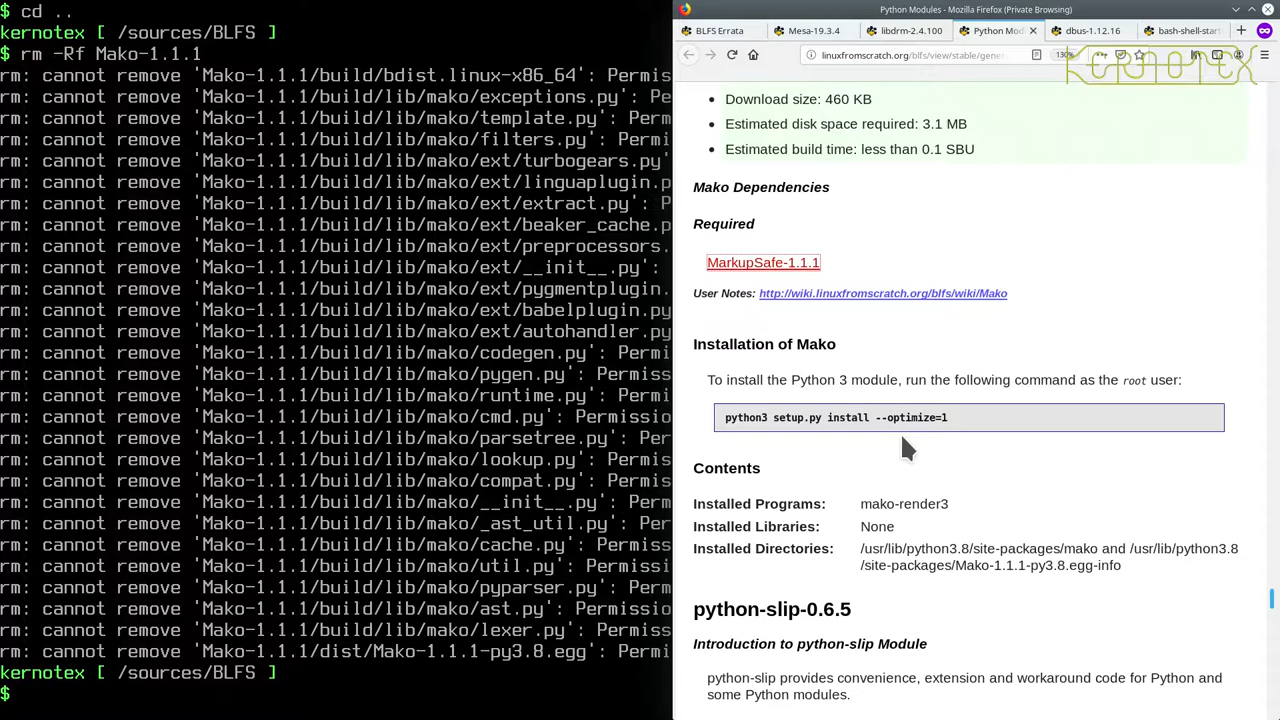 $ cd ..
kernotex [ /sources/BLFS ]
$ rm -Rf Mako-1.1.1
rm: cannot remove 'Mako-1.1.1/build/bdist.linux-x86_64': Permis
rm: cannot remove 'Mako-1.1.1/build/lib/mako/exceptions.py': Pe
rm: cannot remove 'Mako-1.1.1/build/lib/mako/template.py': Perm
rm: cannot remove 'Mako-1.1.1/build/lib/mako/filters.py': Permi
rm: cannot remove 'Mako-1.1.1/build/lib/mako/ext/turbogears.py'
rm: cannot remove 'Mako-1.1.1/build/lib/mako/ext/linguaplugin.p
rm: cannot remove 'Mako-1.1.1/build/lib/mako/ext/extract.py': P
rm: cannot remove 'Mako-1.1.1/build/lib/mako/ext/beaker_cache.p
rm: cannot remove 'Mako-1.1.1/build/lib/mako/ext/preprocessors.
rm: cannot remove 'Mako-1.1.1/build/lib/mako/ext/__init__.py':
rm: cannot remove 'Mako-1.1.1/build/lib/mako/ext/pygmentplugin.
rm: cannot remove 'Mako-1.1.1/build/lib/mako/ext/babelplugin.py
rm: cannot remove 'Mako-1.1.1/build/lib/mako/ext/autohandler.py
rm: cannot remove 'Mako-1.1.1/build/lib/mako/codegen.py': Permi
rm: cannot remove 'Mako-1.1.1/build/lib/mako/pygen.py': Permiss
rm: cannot remove 'Mako-1.1.1/build/lib/mako/runtime.py': Permi
rm: cannot remove 'Mako-1.1.1/build/lib/mako/cmd.py': Permissio
rm: cannot remove 'Mako-1.1.1/build/lib/mako/parsetree.py': Per
rm: cannot remove 'Mako-1.1.1/build/lib/mako/lookup.py': Permis
rm: cannot remove 'Mako-1.1.1/build/lib/mako/compat.py': Permis
rm: cannot remove 'Mako-1.1.1/build/lib/mako/__init__.py': Perm
rm: cannot remove 'Mako-1.1.1/build/lib/mako/_ast_util.py': Per
rm: cannot remove 'Mako-1.1.1/build/lib/mako/cache.py': Permiss
rm: cannot remove 'Mako-1.1.1/build/lib/mako/util.py': Permissi
rm: cannot remove 'Mako-1.1.1/build/lib/mako/pyparser.py': Perm
rm: cannot remove 'Mako-1.1.1/build/lib/mako/ast.py': Permissio
rm: cannot remove 'Mako-1.1.1/build/lib/mako/lexer.py': Permiss
rm: cannot remove 'Mako-1.1.1/dist/Mako-1.1.1-py3.8.egg': Permi
kernotex [ /sources/BLFS ]
$
Python Modules - Mozilla Firefox (Private Browsing)
BLFS Errata Mesa-19.3.4 libdrm-2.4.100 Python Mod dbus-1.12.16 bash-shell-start
linuxfromscratch.org/blfs/view/stable/gener 130%
kernotex
Download size: 460 KB
Estimated disk space required: 3.1 MB
Estimated build time: less than 0.1 SBU
Mako Dependencies
Required
MarkupSafe-1.1.1
User Notes: http://wiki.linuxfromscratch.org/blfs/wiki/Mako
Installation of Mako
To install the Python 3 module, run the following command as the root user:
python3 setup.py install --optimize=1
Contents
Installed Programs: mako-render3
Installed Libraries: None
Installed Directories: /usr/lib/python3.8/site-packages/mako and /usr/lib/python3.8
/site-packages/Mako-1.1.1-py3.8.egg-info
python-slip-0.6.5
Introduction to python-slip Module
python-slip provides convenience, extension and workaround code for Python and
some Python modules.